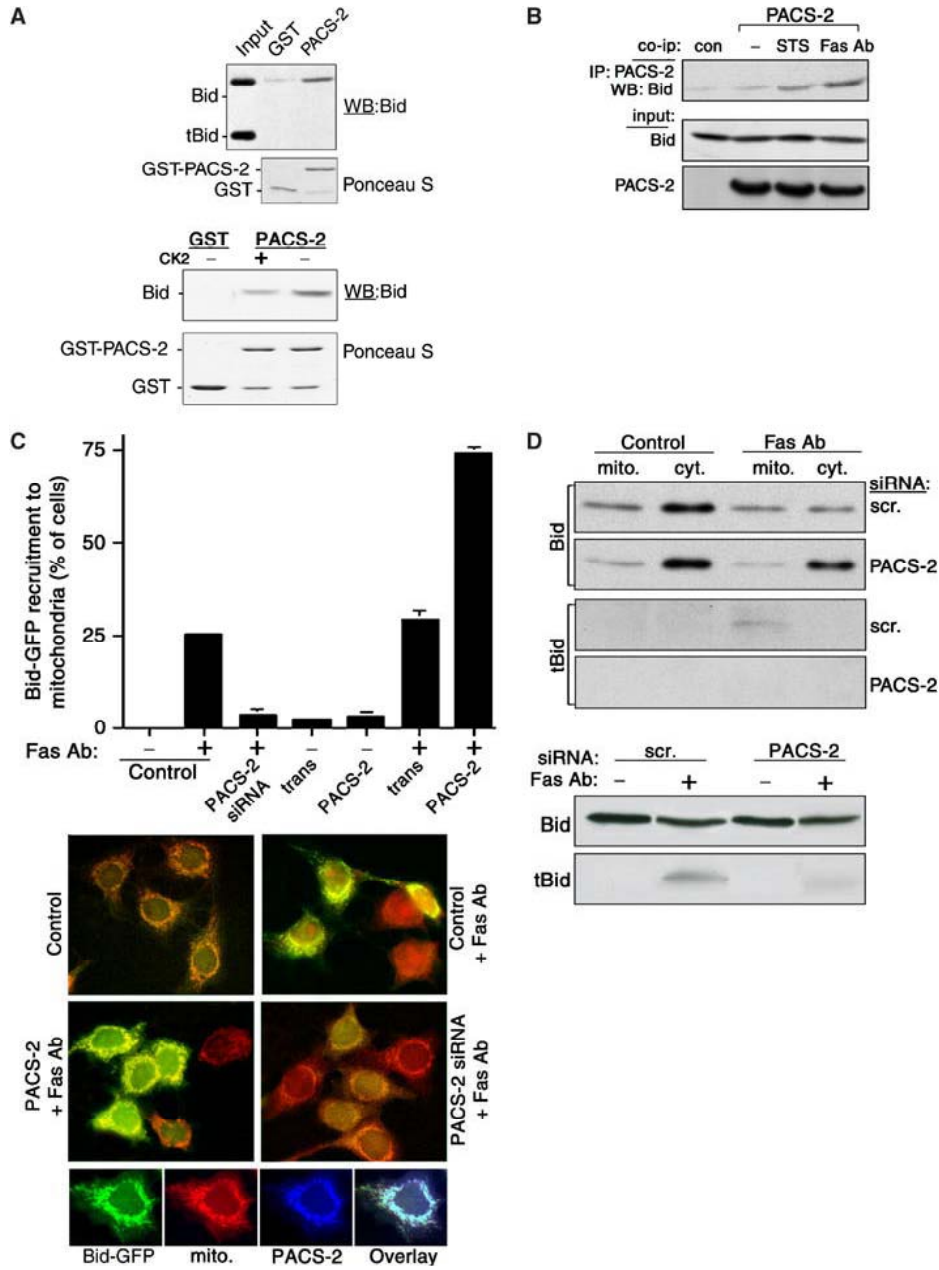 A
Input GST PACS-2
Bid
tBid
WB:Bid
GST-PACS-2
GST
Ponceau S
GST PACS-2
CK2 – + –
Bid
WB:Bid
GST-PACS-2
GST
Ponceau S
B
PACS-2
co-ip: con – STS Fas Ab
IP: PACS-2
WB: Bid
input:
Bid
PACS-2
C
Bid-GFP recruitment to
mitochondria (% of cells)
75
50
25
0
Fas Ab: – + + – – + +
Control
PACS-2
siRNA
trans
PACS-2
trans
PACS-2
Control
Control
+ Fas Ab
PACS-2
+ Fas Ab
PACS-2 siRNA
+ Fas Ab
Bid-GFP mito. PACS-2 Overlay
D
Control Fas Ab
mito. cyt. mito. cyt.
siRNA:
Bid
scr.
PACS-2
tBid
scr.
PACS-2
siRNA: scr. PACS-2
Fas Ab: – + – +
Bid
tBid